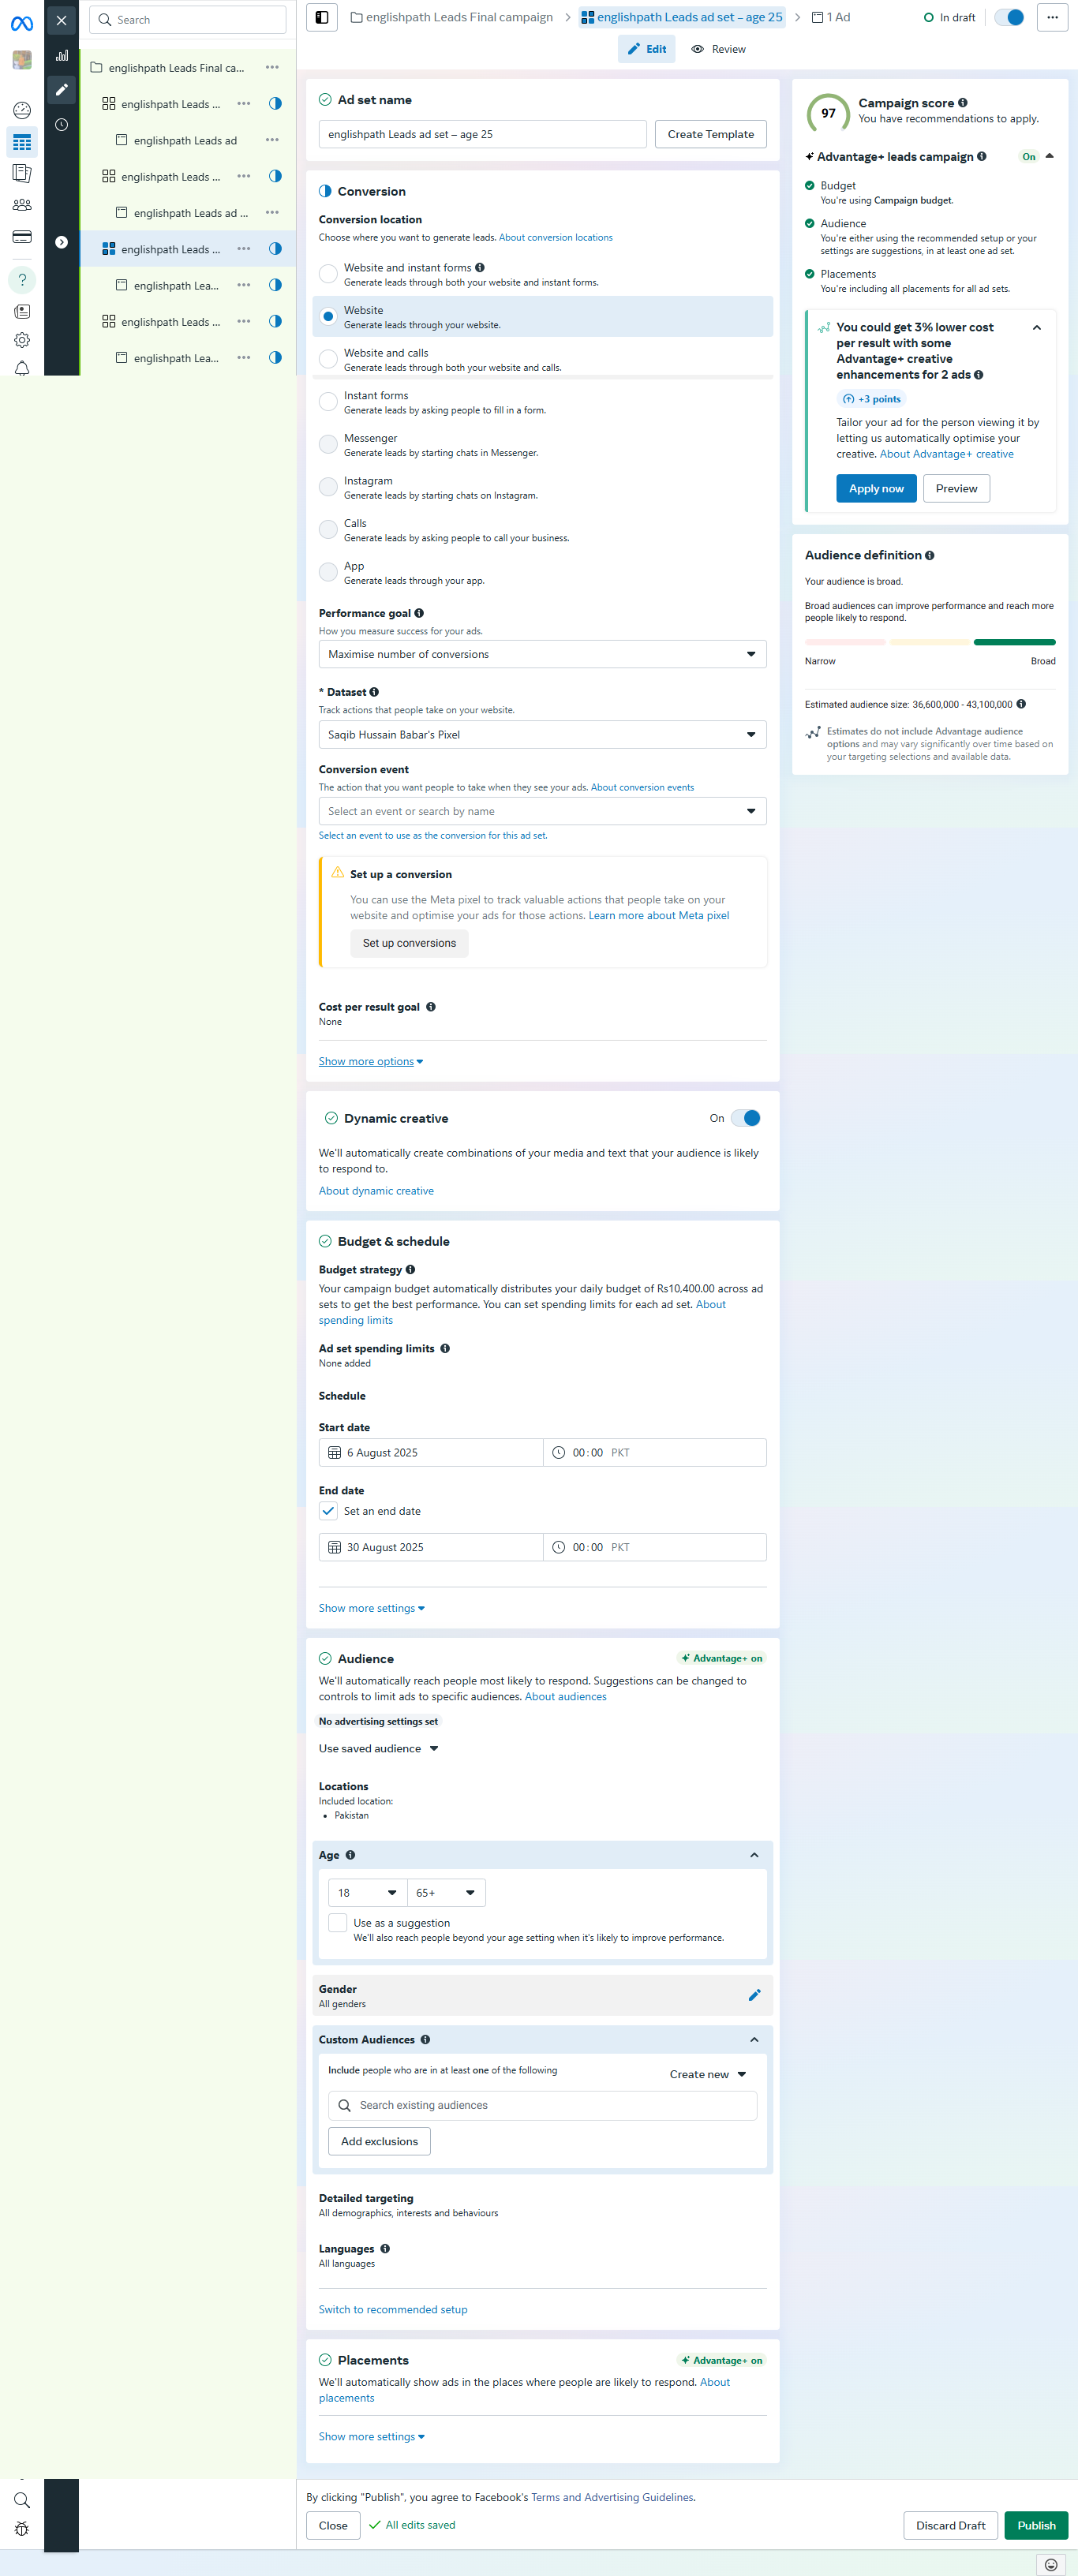 Search
englishpath Leads Final ca...
englishpath Leads ...
englishpath Leads ad
englishpath Leads ...
englishpath Leads ad ...
englishpath Leads ...
englishpath Lea...
englishpath Leads ...
englishpath Lea...
englishpath Leads Final campaign
englishpath Leads ad set – age 25
1 Ad
In draft
Edit
Review
Ad set name
englishpath Leads ad set – age 25
Create Template
Conversion
Conversion location
Choose where you want to generate leads. About conversion locations
Website and instant forms
Generate leads through both your website and instant forms.
Website
Generate leads through your website.
Website and calls
Generate leads through both your website and calls.
Instant forms
Generate leads by asking people to fill in a form.
Messenger
Generate leads by starting chats in Messenger.
Instagram
Generate leads by starting chats on Instagram.
Calls
Generate leads by asking people to call your business.
App
Generate leads through your app.
Performance goal
How you measure success for your ads.
Maximise number of conversions
* Dataset
Track actions that people take on your website.
Saqib Hussain Babar's Pixel
Conversion event
The action that you want people to take when they see your ads. About conversion events
Select an event or search by name
Select an event to use as the conversion for this ad set.
Set up a conversion
You can use the Meta pixel to track valuable actions that people take on your
website and optimise your ads for those actions. Learn more about Meta pixel
Set up conversions
Cost per result goal
None
Show more options
Dynamic creative
On
We'll automatically create combinations of your media and text that your audience is likely
to respond to.
About dynamic creative
Budget & schedule
Budget strategy
Your campaign budget automatically distributes your daily budget of Rs10,400.00 across ad
sets to get the best performance. You can set spending limits for each ad set. About
spending limits
Ad set spending limits
None added
Schedule
Start date
6 August 2025
00:00 PKT
End date
Set an end date
30 August 2025
00:00 PKT
Show more settings
Audience
Advantage+ on
We'll automatically reach people most likely to respond. Suggestions can be changed to
controls to limit ads to specific audiences. About audiences
No advertising settings set
Use saved audience
Locations
Included location:
• Pakistan
Age
18
65+
Use as a suggestion
We'll also reach people beyond your age setting when it's likely to improve performance.
Gender
All genders
Custom Audiences
Include people who are in at least one of the following
Create new
Search existing audiences
Add exclusions
Detailed targeting
All demographics, interests and behaviours
Languages
All languages
Switch to recommended setup
Placements
Advantage+ on
We'll automatically show ads in the places where people are likely to respond. About
placements
Show more settings
97
Campaign score
You have recommendations to apply.
Advantage+ leads campaign
On
Budget
You're using Campaign budget.
Audience
You're either using the recommended setup or your
settings are suggestions, in at least one ad set.
Placements
You're including all placements for all ad sets.
You could get 3% lower cost
per result with some
Advantage+ creative
enhancements for 2 ads
+3 points
Tailor your ad for the person viewing it by
letting us automatically optimise your
creative. About Advantage+ creative
Apply now
Preview
Audience definition
Your audience is broad.
Broad audiences can improve performance and reach more
people likely to respond.
Narrow
Broad
Estimated audience size: 36,600,000 - 43,100,000
Estimates do not include Advantage audience
options and may vary significantly over time based on
your targeting selections and available data.
By clicking "Publish", you agree to Facebook's Terms and Advertising Guidelines.
Close
All edits saved
Discard Draft
Publish